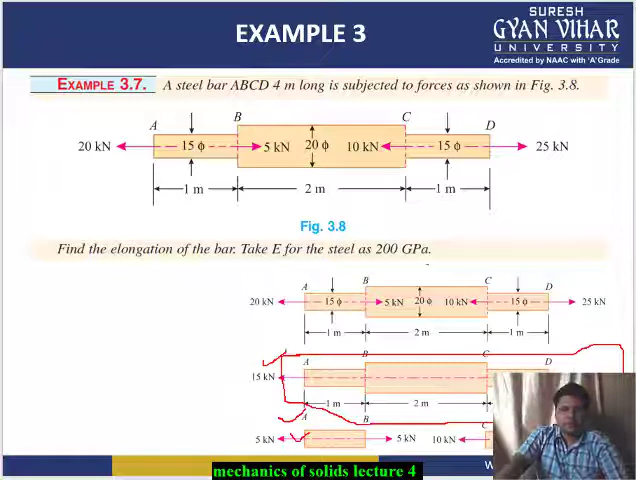 SURESH
GYAN VIHAR
UNIVERSITY
Accredited by NAAC with 'A' Grade
EXAMPLE 3
EXAMPLE 3.7. A steel bar ABCD 4 m long is subjected to forces as shown in Fig. 3.8.
A B C D
20 kN 15 ϕ 5 kN 20 ϕ 10 kN 15 ϕ 25 kN
1 m 2 m 1 m
Fig. 3.8
Find the elongation of the bar. Take E for the steel as 200 GPa.
A B C D
20 kN 15 ϕ 5 kN 20 ϕ 10 kN 15 ϕ 25 kN
1 m 2 m 1 m
A B C D
15 kN
1 m 2 m
A B C
5 kN 5 kN 10 kN
W
mechanics of solids lecture 4